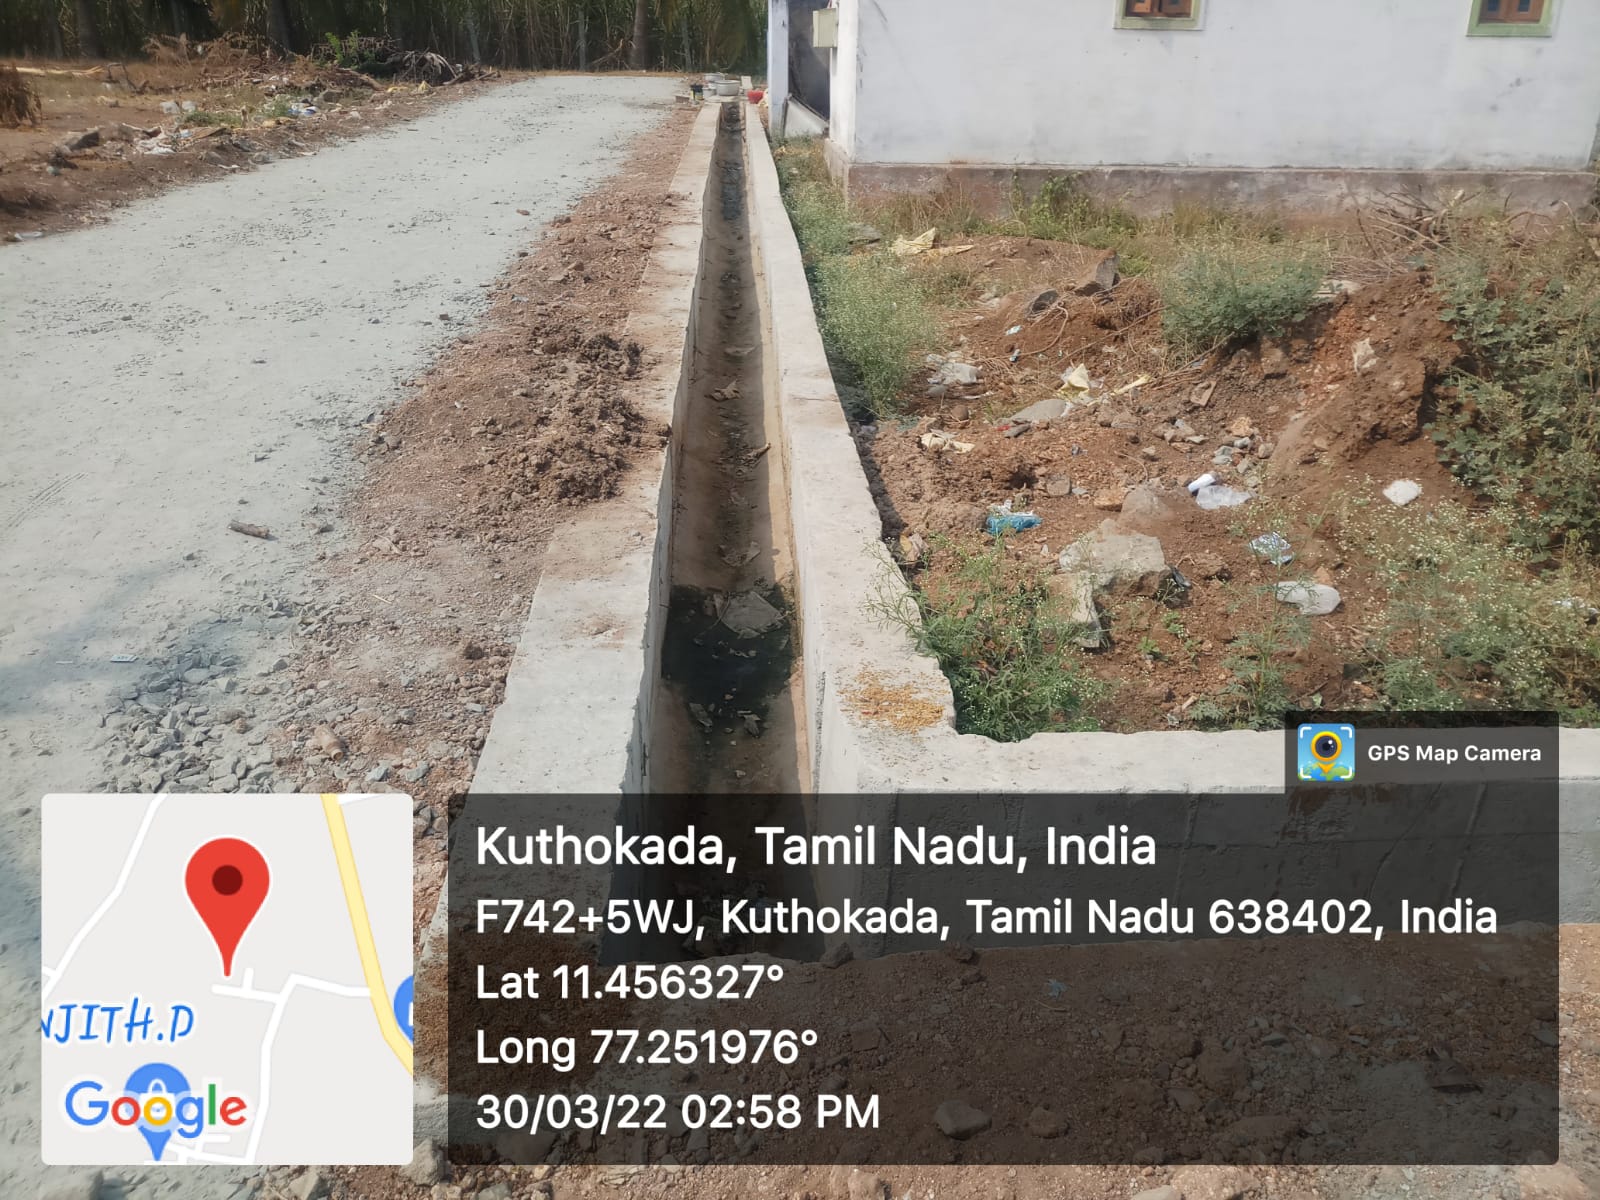 GPS Map Camera
Kuthokada, Tamil Nadu, India
F742+5WJ, Kuthokada, Tamil Nadu 638402, India
Lat 11.456327°
Long 77.251976°
30/03/22 02:58 PM
NJITH.D
Google